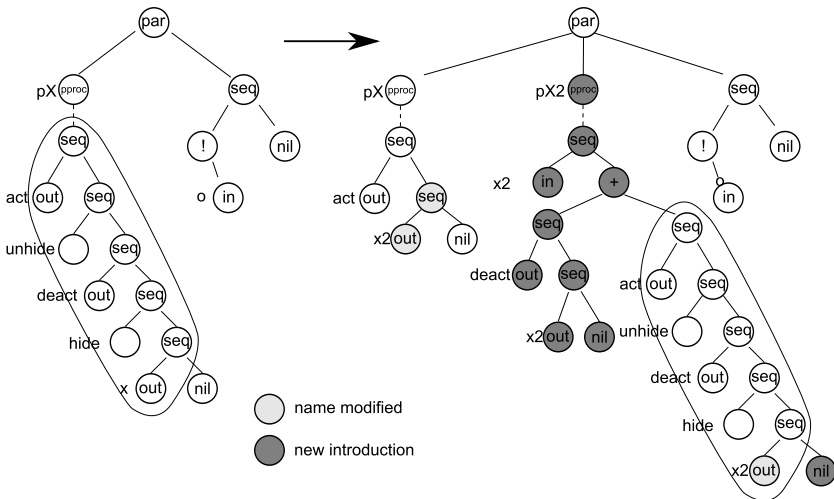 par par
pX pproc seq pX pproc pX2 pproc seq
seq ! nil seq seq ! nil
act out seq o in act out seq x2 in + o in
unhide seq x2 out nil seq seq
deact out seq deact out seq act out seq
hide seq x2 out nil unhide seq
x out nil deact out seq
name modified hide seq
new introduction x2 out nil